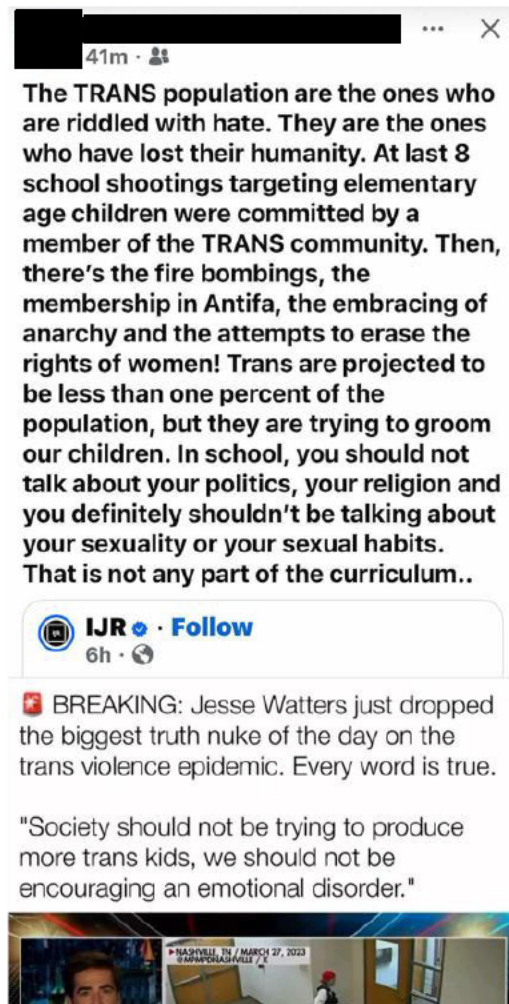 41m
The TRANS population are the ones who
are riddled with hate. They are the ones
who have lost their humanity. At last 8
school shootings targeting elementary
age children were committed by a
member of the TRANS community. Then,
there's the fire bombings, the
membership in Antifa, the embracing of
anarchy and the attempts to erase the
rights of women! Trans are projected to
be less than one percent of the
population, but they are trying to groom
our children. In school, you should not
talk about your politics, your religion and
you definitely shouldn't be talking about
your sexuality or your sexual habits.
That is not any part of the curriculum..
IJR · Follow
6h ·
BREAKING: Jesse Watters just dropped
the biggest truth nuke of the day on the
trans violence epidemic. Every word is true.
"Society should not be trying to produce
more trans kids, we should not be
encouraging an emotional disorder."
NASHVILLE, TN / MARCH 27, 2023
@MPMPDNASHVILLE / X